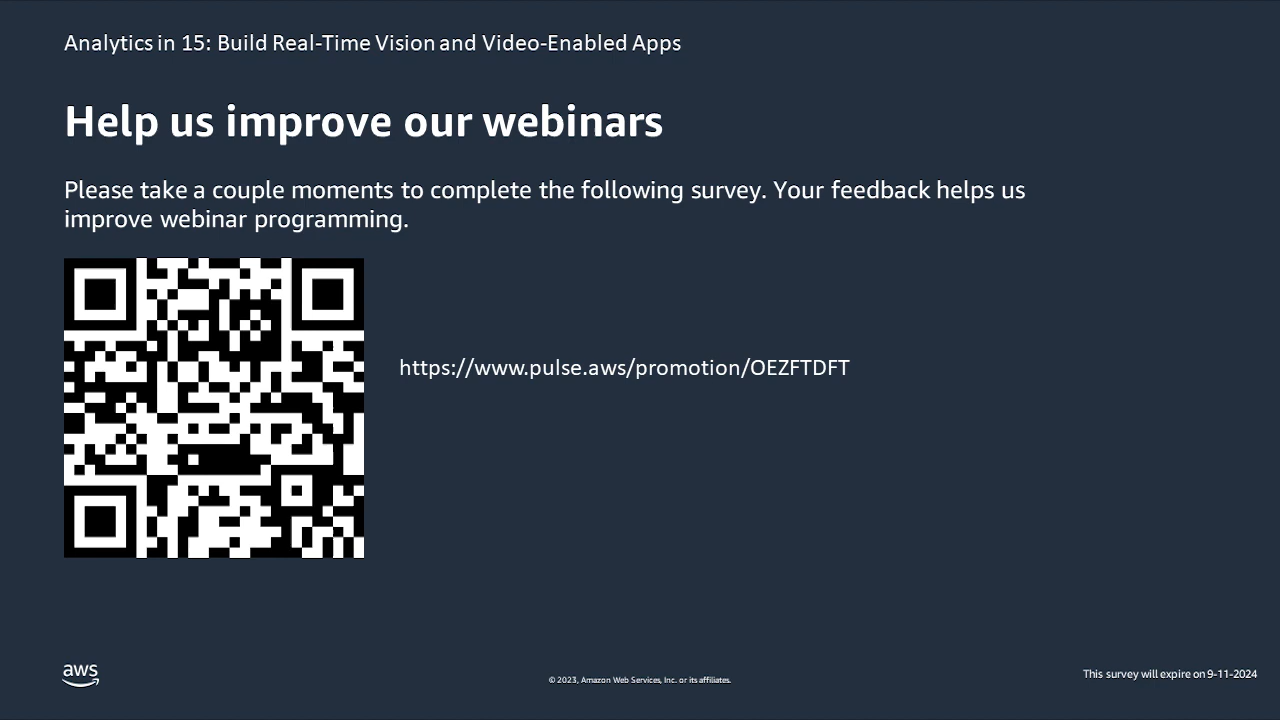 Analytics in 15: Build Real-Time Vision and Video-Enabled Apps
Help us improve our webinars
Please take a couple moments to complete the following survey. Your feedback helps us
improve webinar programming.
https://www.pulse.aws/promotion/OEZFTDFT
aws
© 2023, Amazon Web Services, Inc. or its affiliates.
This survey will expire on 9-11-2024